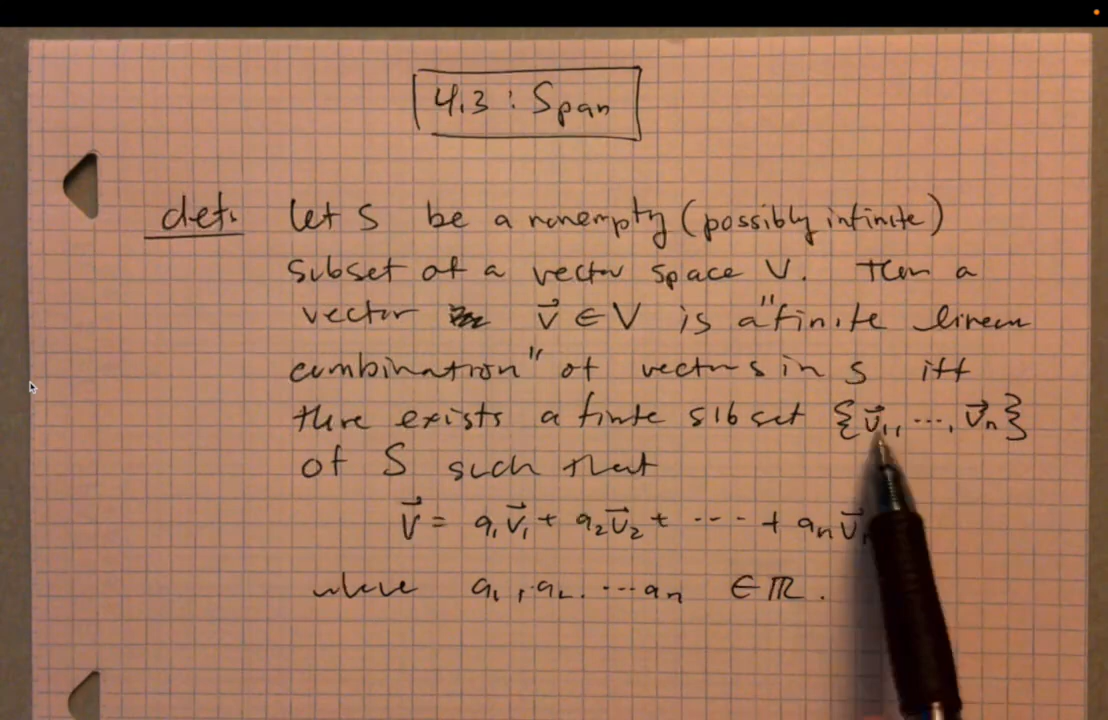 4.3 : Span
def. Let S be a nonempty (possibly infinite)
subset of a vector space V. Then a
vector v⃗ ∈ V is a "finite linear
combination" of vectors in S iff
there exists a finite subset {v⃗₁, ..., v⃗ₙ}
of S such that
v⃗ = a₁v⃗₁ + a₂v⃗₂ + ---- + aₙv⃗ₙ
where a₁, a₂. ...aₙ ∈ ℝ.